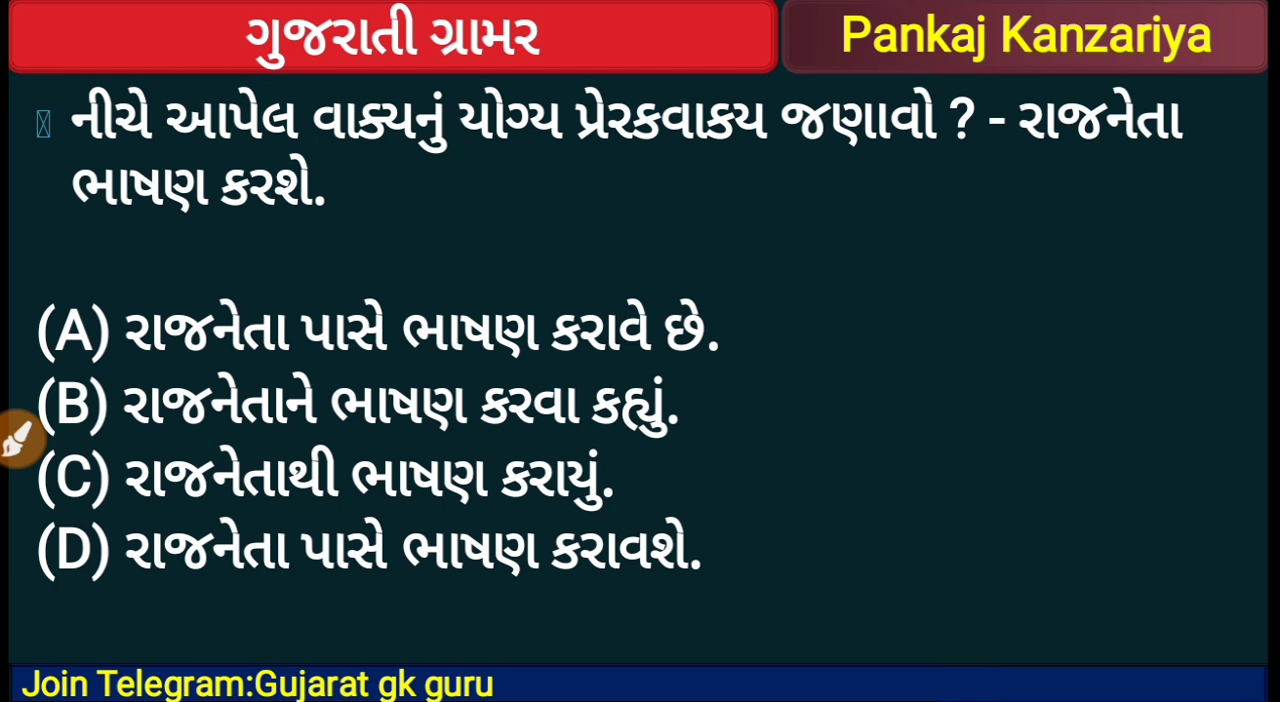 ગુજરાતી ગ્રામર
Pankaj Kanzariya
નીચે આપેલ વાક્યનું યોગ્ય પ્રેરકવાક્ય જણાવો ? - રાજનેતા
ભાષણ કરશે.
(A) રાજનેતા પાસે ભાષણ કરાવે છે.
(B) રાજનેતાને ભાષણ કરવા કહ્યું.
(C) રાજનેતાથી ભાષણ કરાયું.
(D) રાજનેતા પાસે ભાષણ કરાવશે.
Join Telegram:Gujarat gk guru